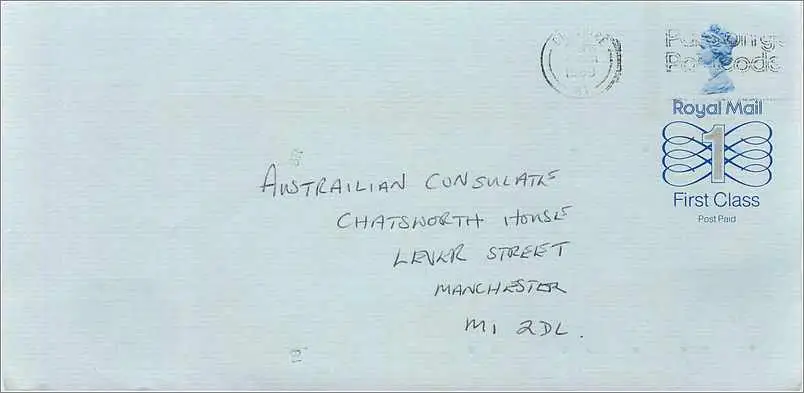 Royal Mail
1
First Class
Post Paid
AUSTRAILIAN CONSULATE
CHATSWORTH HOUSE
LEVER STREET
MANCHESTER
M1 2DL.